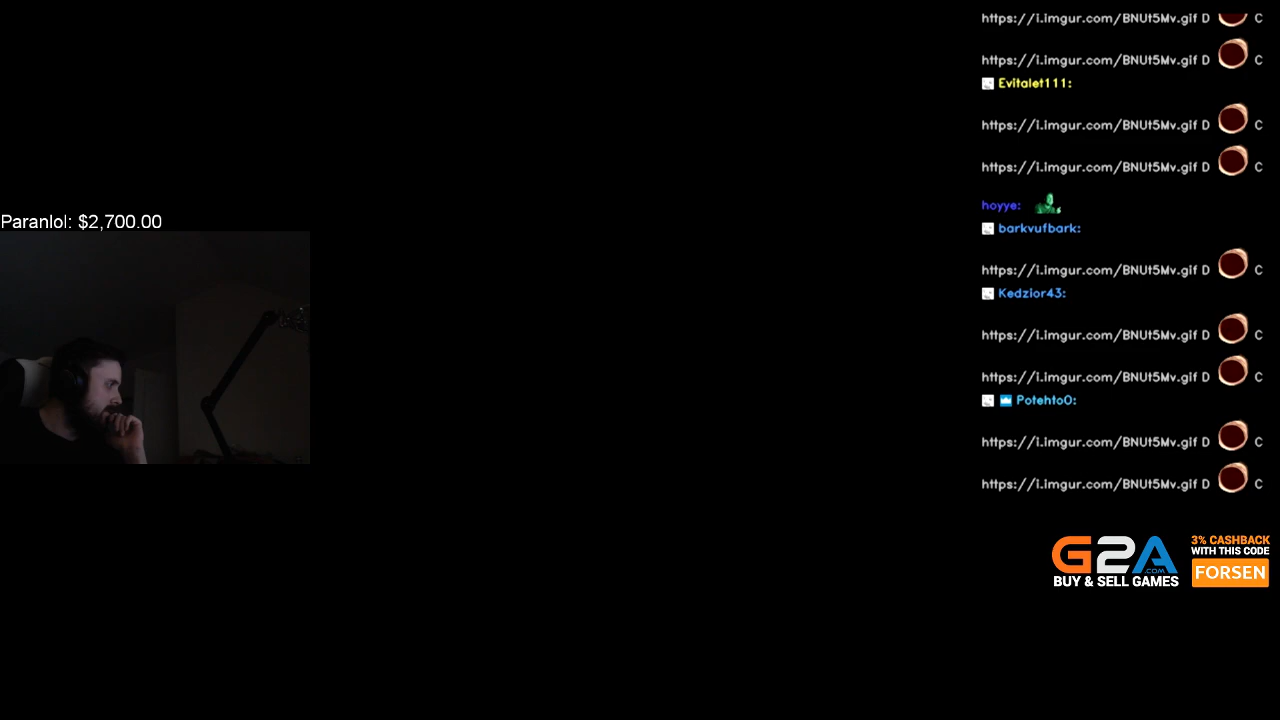 https://i.imgur.com/BNUt5Mv.gif D C
https://i.imgur.com/BNUt5Mv.gif D C
Evitalet111:
https://i.imgur.com/BNUt5Mv.gif D C
https://i.imgur.com/BNUt5Mv.gif D C
hoyye:
barkvufbark:
https://i.imgur.com/BNUt5Mv.gif D C
Kedzior43:
https://i.imgur.com/BNUt5Mv.gif D C
https://i.imgur.com/BNUt5Mv.gif D C
PotehtoO:
https://i.imgur.com/BNUt5Mv.gif D C
https://i.imgur.com/BNUt5Mv.gif D C
Paranlol: $2,700.00
G2A
.COM
BUY & SELL GAMES
3% CASHBACK
WITH THIS CODE
FORSEN